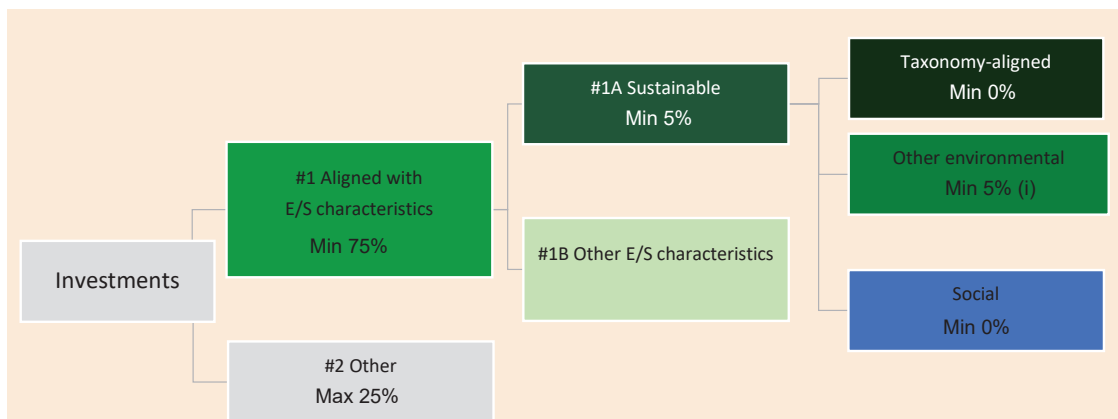 Investments
#1 Aligned with
E/S characteristics
Min 75%
#2 Other
Max 25%
#1A Sustainable
Min 5%
#1B Other E/S characteristics
Taxonomy-aligned
Min 0%
Other environmental
Min 5% (i)
Social
Min 0%